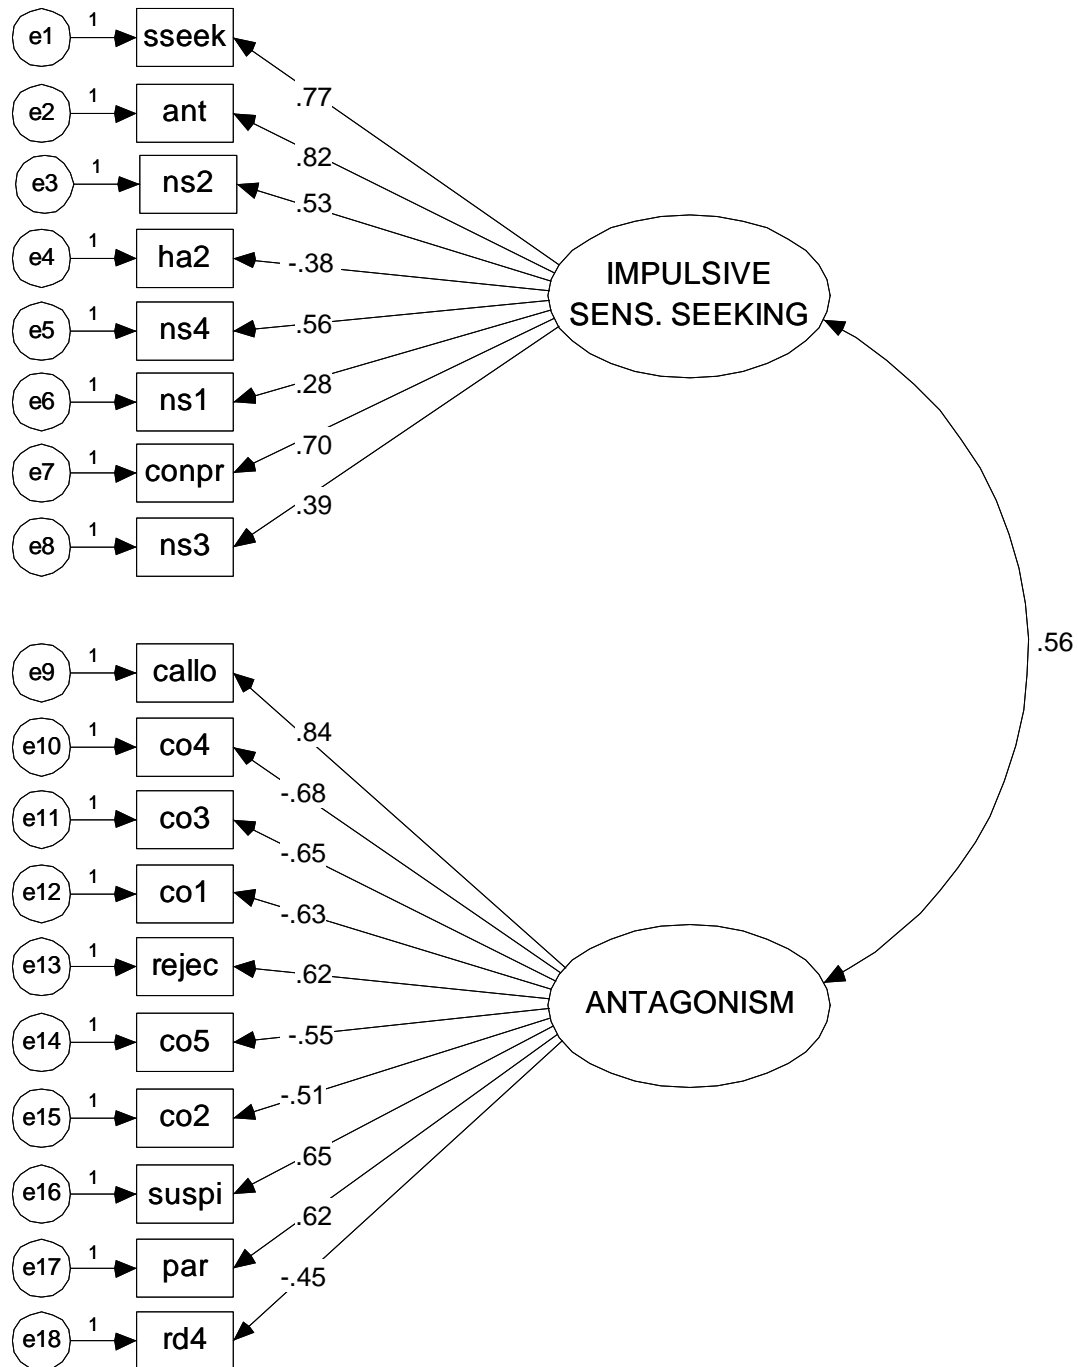 e1 1 sseek
.77
e2 1 ant
.82
e3 1 ns2
.53
e4 1 ha2
-.38
IMPULSIVE
SENS. SEEKING
e5 1 ns4
.56
e6 1 ns1
.28
e7 1 conpr
.70
e8 1 ns3
.39
.56
e9 1 callo
.84
e10 1 co4
-.68
e11 1 co3
-.65
e12 1 co1
-.63
e13 1 rejec
.62
ANTAGONISM
e14 1 co5
-.55
e15 1 co2
-.51
e16 1 suspi
.65
e17 1 par
.62
e18 1 rd4
-.45